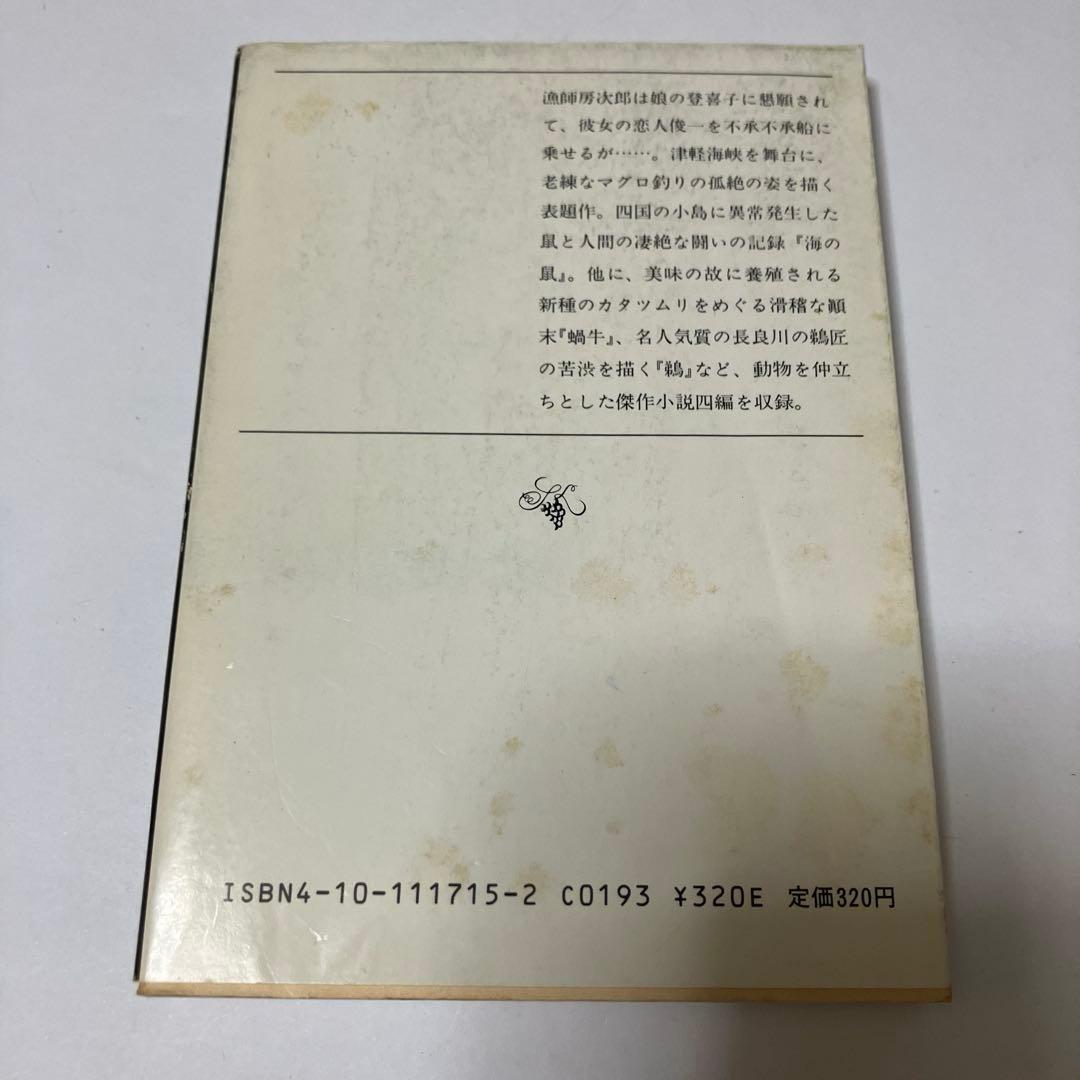 漁師房次郎は娘の登喜子に懇願され
て、彼女の恋人俊一を不承不承船に
乗せるが……。津軽海峡を舞台に、
老練なマグロ釣りの孤絶の姿を描く
表題作。四国の小島に異常発生した
鼠と人間の凄絶な闘いの記録『海の
鼠』。他に、美味の故に養殖される
新種のカタツムリをめぐる滑稽な顚
末『蝸牛』、名人気質の長良川の鵜匠
の苦渋を描く『鵜』など、動物を仲立
ちとした傑作小説四編を収録。
ISBN4-10-111715-2 C0193 ¥320E 定価320円